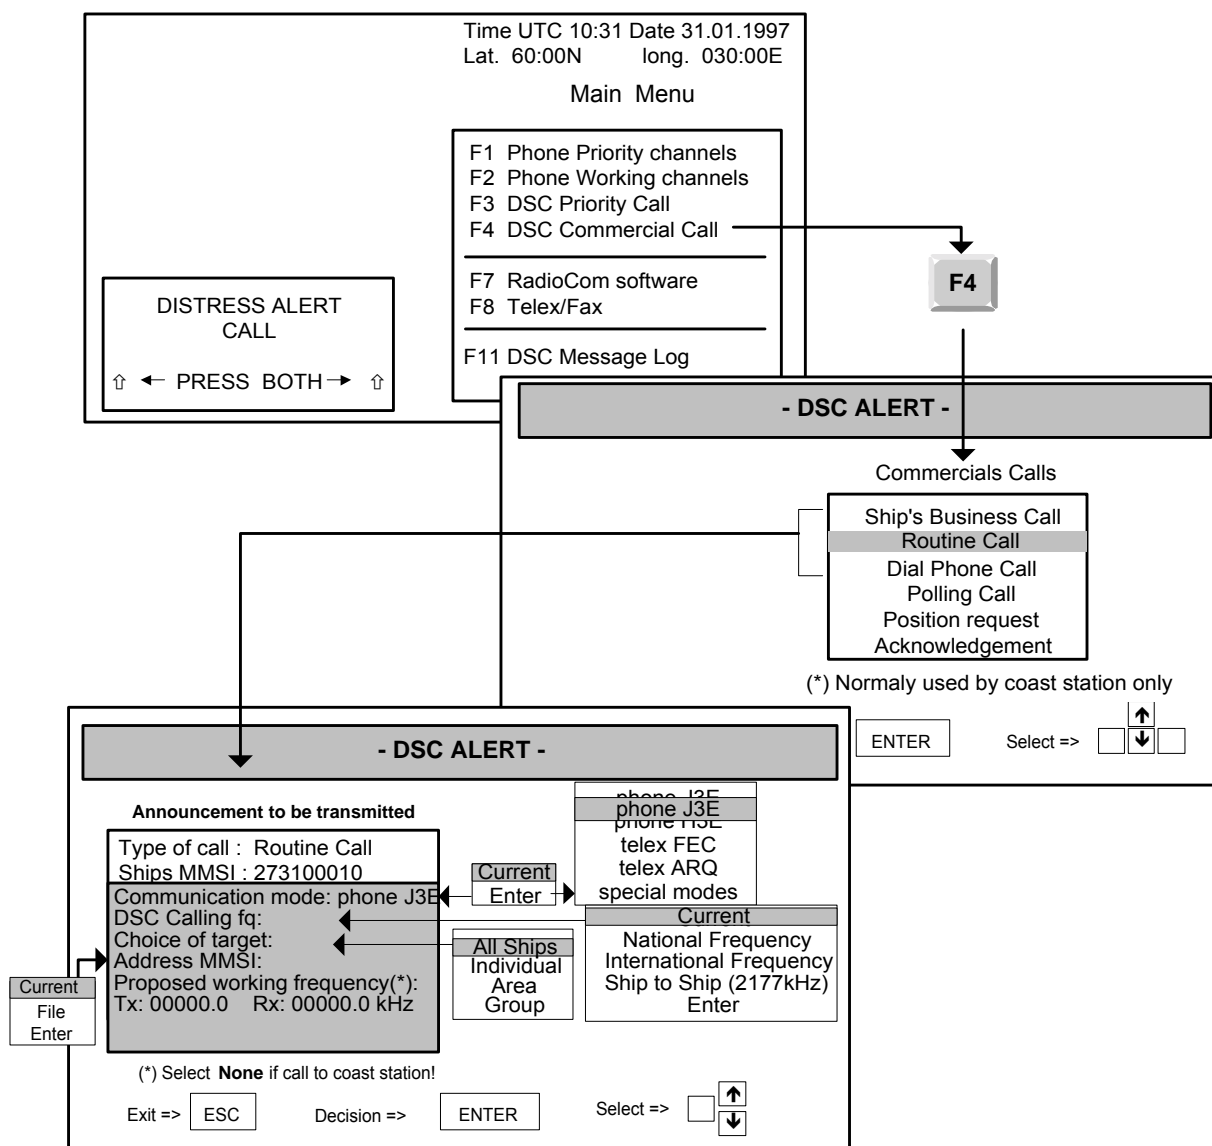 Time UTC 10:31 Date 31.01.1997
Lat. 60:00N long. 030:00E
Main Menu
F1 Phone Priority channels
F2 Phone Working channels
F3 DSC Priority Call
F4 DSC Commercial Call
F7 RadioCom software
F8 Telex/Fax
F11 DSC Message Log
DISTRESS ALERT
CALL
⇧ ← PRESS BOTH → ⇧
F4
- DSC ALERT -
Commercials Calls
Ship's Business Call
Routine Call
Dial Phone Call
Polling Call
Position request
Acknowledgement
(*) Normaly used by coast station only
ENTER Select => ↑ ↓
- DSC ALERT -
Announcement to be transmitted
Type of call : Routine Call
Ships MMSI : 273100010
Communication mode: phone J3E
DSC Calling fq:
Choice of target:
Address MMSI:
Proposed working frequency(*):
Tx: 00000.0 Rx: 00000.0 kHz
Current
File
Enter
Current
Enter
phone J3E
phone J3E
phone H3E
telex FEC
telex ARQ
special modes
All Ships
Individual
Area
Group
Current
National Frequency
International Frequency
Ship to Ship (2177kHz)
Enter
(*) Select None if call to coast station!
Exit => ESC Decision => ENTER Select => ↑ ↓